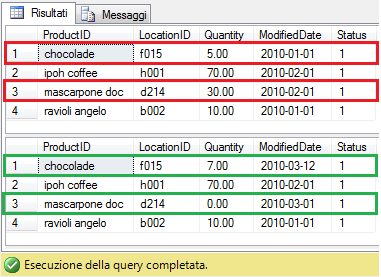 Risultati Messaggi
ProductID LocationID Quantity ModifiedDate Status
1 chocolade f015 5.00 2010-01-01 1
2 ipoh coffee h001 70.00 2010-02-01 1
3 mascarpone doc d214 30.00 2010-02-01 1
4 ravioli angelo b002 10.00 2010-01-01 1
ProductID LocationID Quantity ModifiedDate Status
1 chocolade f015 7.00 2010-03-12 1
2 ipoh coffee h001 70.00 2010-02-01 1
3 mascarpone doc d214 0.00 2010-03-01 1
4 ravioli angelo b002 10.00 2010-01-01 1
Esecuzione della query completata.